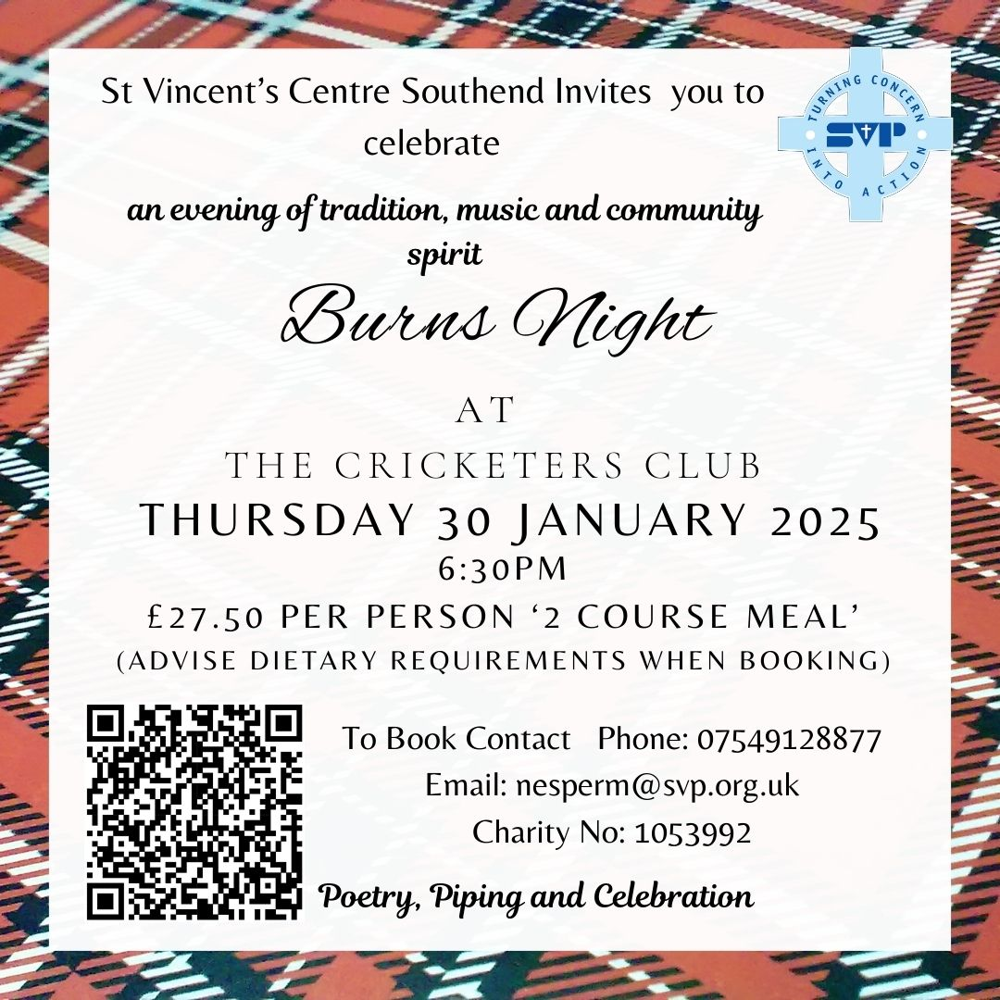 St Vincent's Centre Southend Invites  you to
celebrate
TURNING CONCERN
SVP
INTO ACTION
an evening of tradition, music and community
spirit
Burns Night
AT
THE CRICKETERS CLUB
THURSDAY 30 JANUARY 2025
6:30PM
£27.50 PER PERSON ‘2 COURSE MEAL’
(ADVISE DIETARY REQUIREMENTS WHEN BOOKING)
To Book Contact   Phone: 07549128877
Email: nesperm@svp.org.uk
Charity No: 1053992
Poetry, Piping and Celebration